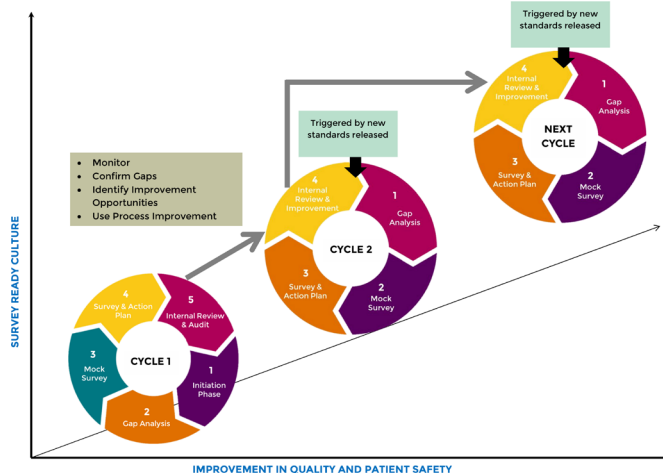 Triggered by new
standards released
4
Internal
Review &
Improvement
1
Gap
Analysis
NEXT
CYCLE
3
Survey &
Action Plan
2
Mock
Survey
Triggered by new
standards released
4
Internal
Review &
Improvement
1
Gap
Analysis
CYCLE 2
3
Survey
& Action Plan
2
Mock
Survey
• Monitor
• Confirm Gaps
• Identify Improvement
Opportunities
• Use Process Improvement
4
Survey & Action
Plan
5
Internal Review
& Audit
CYCLE 1
3
Mock
Survey
1
Initiation
Phase
2
Gap Analysis
SURVEY READY CULTURE
IMPROVEMENT IN QUALITY AND PATIENT SAFETY